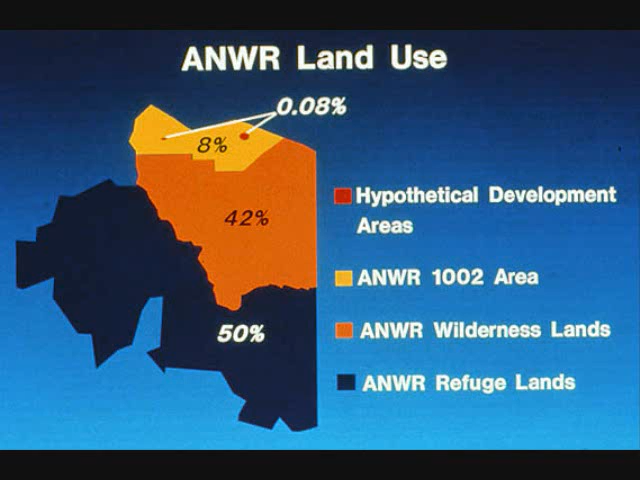 ANWR Land Use
0.08%
8%
42%
50%
Hypothetical Development
Areas
ANWR 1002 Area
ANWR Wilderness Lands
ANWR Refuge Lands